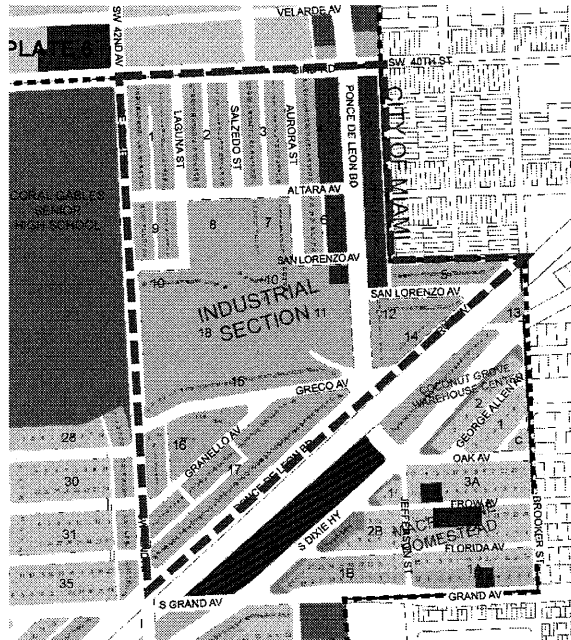 VELARDE AV
SW 42ND AV
PLATE 6
BIRD RD
SW 40TH ST
PONCE DE LEON BD
CITY OF MIAMI
LAGUNA ST
SALZEDO ST
AURORA ST
1
2
3
CORAL GABLES
SENIOR
HIGH SCHOOL
ALTARA AV
9
8
7
6
SAN LORENZO AV
5
10
10
SAN LORENZO AV
INDUSTRIAL
SECTION
18
11
12
13
14
15
GRECO AV
COCONUT GROVE
WAREHOUSE CENTER
2
GEORGE ALLEN AV
1
C
28
16
GRANELLO AV
17
PONCE DE LEON BD
OAK AV
30
3A
1
FROW AV
JEFFERSON ST
BROOKER ST
S DIXIE HY
31
2B
HOMESTEAD
FLORIDA AV
35
1B
S GRAND AV
GRAND AV